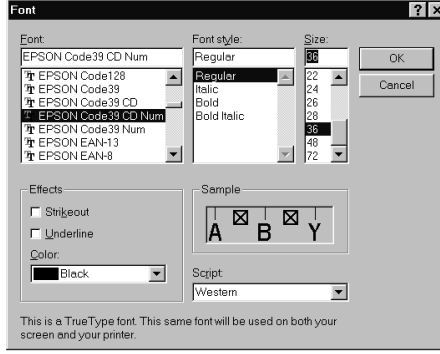 Font
Font: Font style: Size:
EPSON Code39 CD Num Regular 36 OK
EPSON Code128 Regular 22 Cancel
EPSON Code39 Italic 24
EPSON Code39 CD Bold 26
EPSON Code39 CD Num Bold Italic 28
EPSON Code39 Num 36
EPSON EAN-13 48
EPSON EAN-8 72
Effects Sample
Strikeout
Underline A B Y
Color:
Black Script:
Western
This is a TrueType font. This same font will be used on both your
screen and your printer.